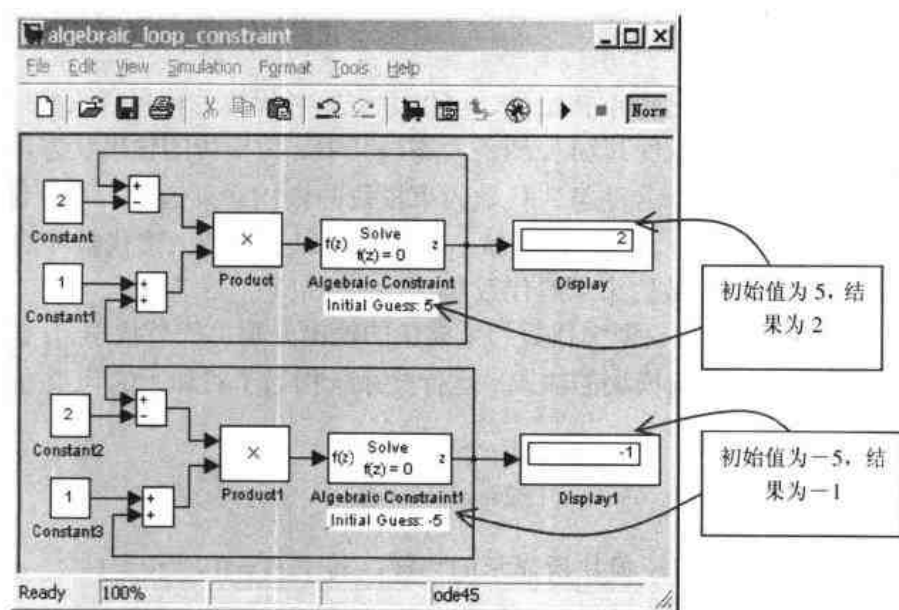 algebraic_loop_constraint
File Edit View Simulation Format Tools Help
Norm
2
Constant
+
−
1
Constant1
+
+
×
Product
f(z) Solve f(z) = 0 z
Algebraic Constraint
Initial Guess: 5
2
Display
初始值为 5，结
果为 2
2
Constant2
+
−
1
Constant3
+
+
×
Product1
f(z) Solve f(z) = 0 z
Algebraic Constraint1
Initial Guess: -5
-1
Display1
初始值为－5，结
果为－1
Ready 100% ode45